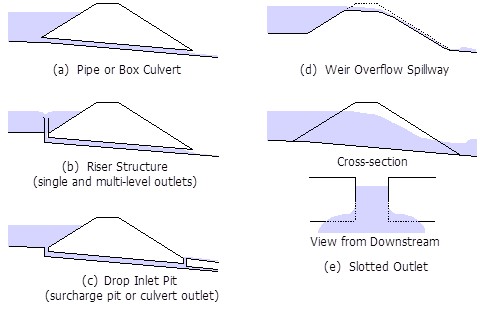 (a) Pipe or Box Culvert
(b) Riser Structure
(single and multi-level outlets)
(c) Drop Inlet Pit
(surcharge pit or culvert outlet)
(d) Weir Overflow Spillway
Cross-section
View from Downstream
(e) Slotted Outlet